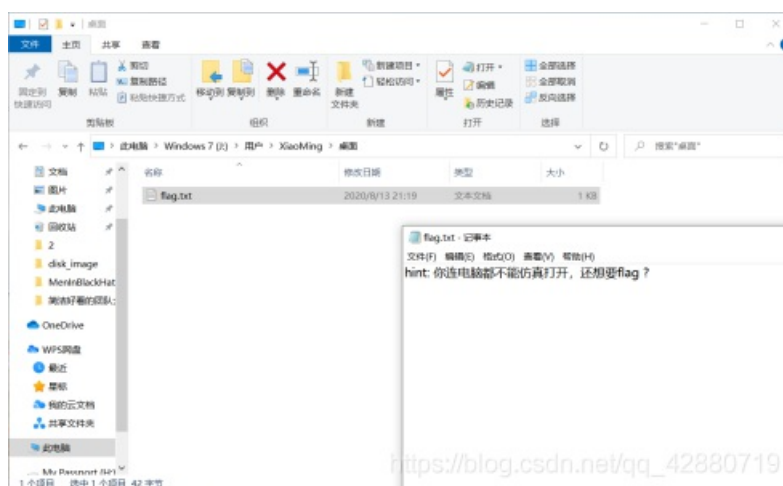 桌面
文件 主页 共享 查看
固定到快速访问
复制
粘贴
剪切
复制路径
粘贴快捷方式
剪贴板
移动到 复制到 删除 重命名
组织
新建文件夹
新建项目
轻松访问
新建
属性
打开
编辑
历史记录
打开
全部选择
全部取消
反向选择
选择
此电脑 > Windows 7 (J:) > 用户 > XiaoMing > 桌面
搜索"桌面"
名称 修改日期 类型 大小
flag.txt 2020/8/13 21:19 文本文档 1 KB
文档
图片
此电脑
回收站
2
disk_image
MenInBlackHat
简洁好看的团队
OneDrive
WPS网盘
最近
星标
我的云文档
共享文件夹
此电脑
My Passport (H:)
1 个项目 选中 1 个项目 42 字节
flag.txt - 记事本
文件(F) 编辑(E) 格式(O) 查看(V) 帮助(H)
hint: 你连电脑都不能仿真打开，还想要flag？
https://blog.csdn.net/qq_42880719